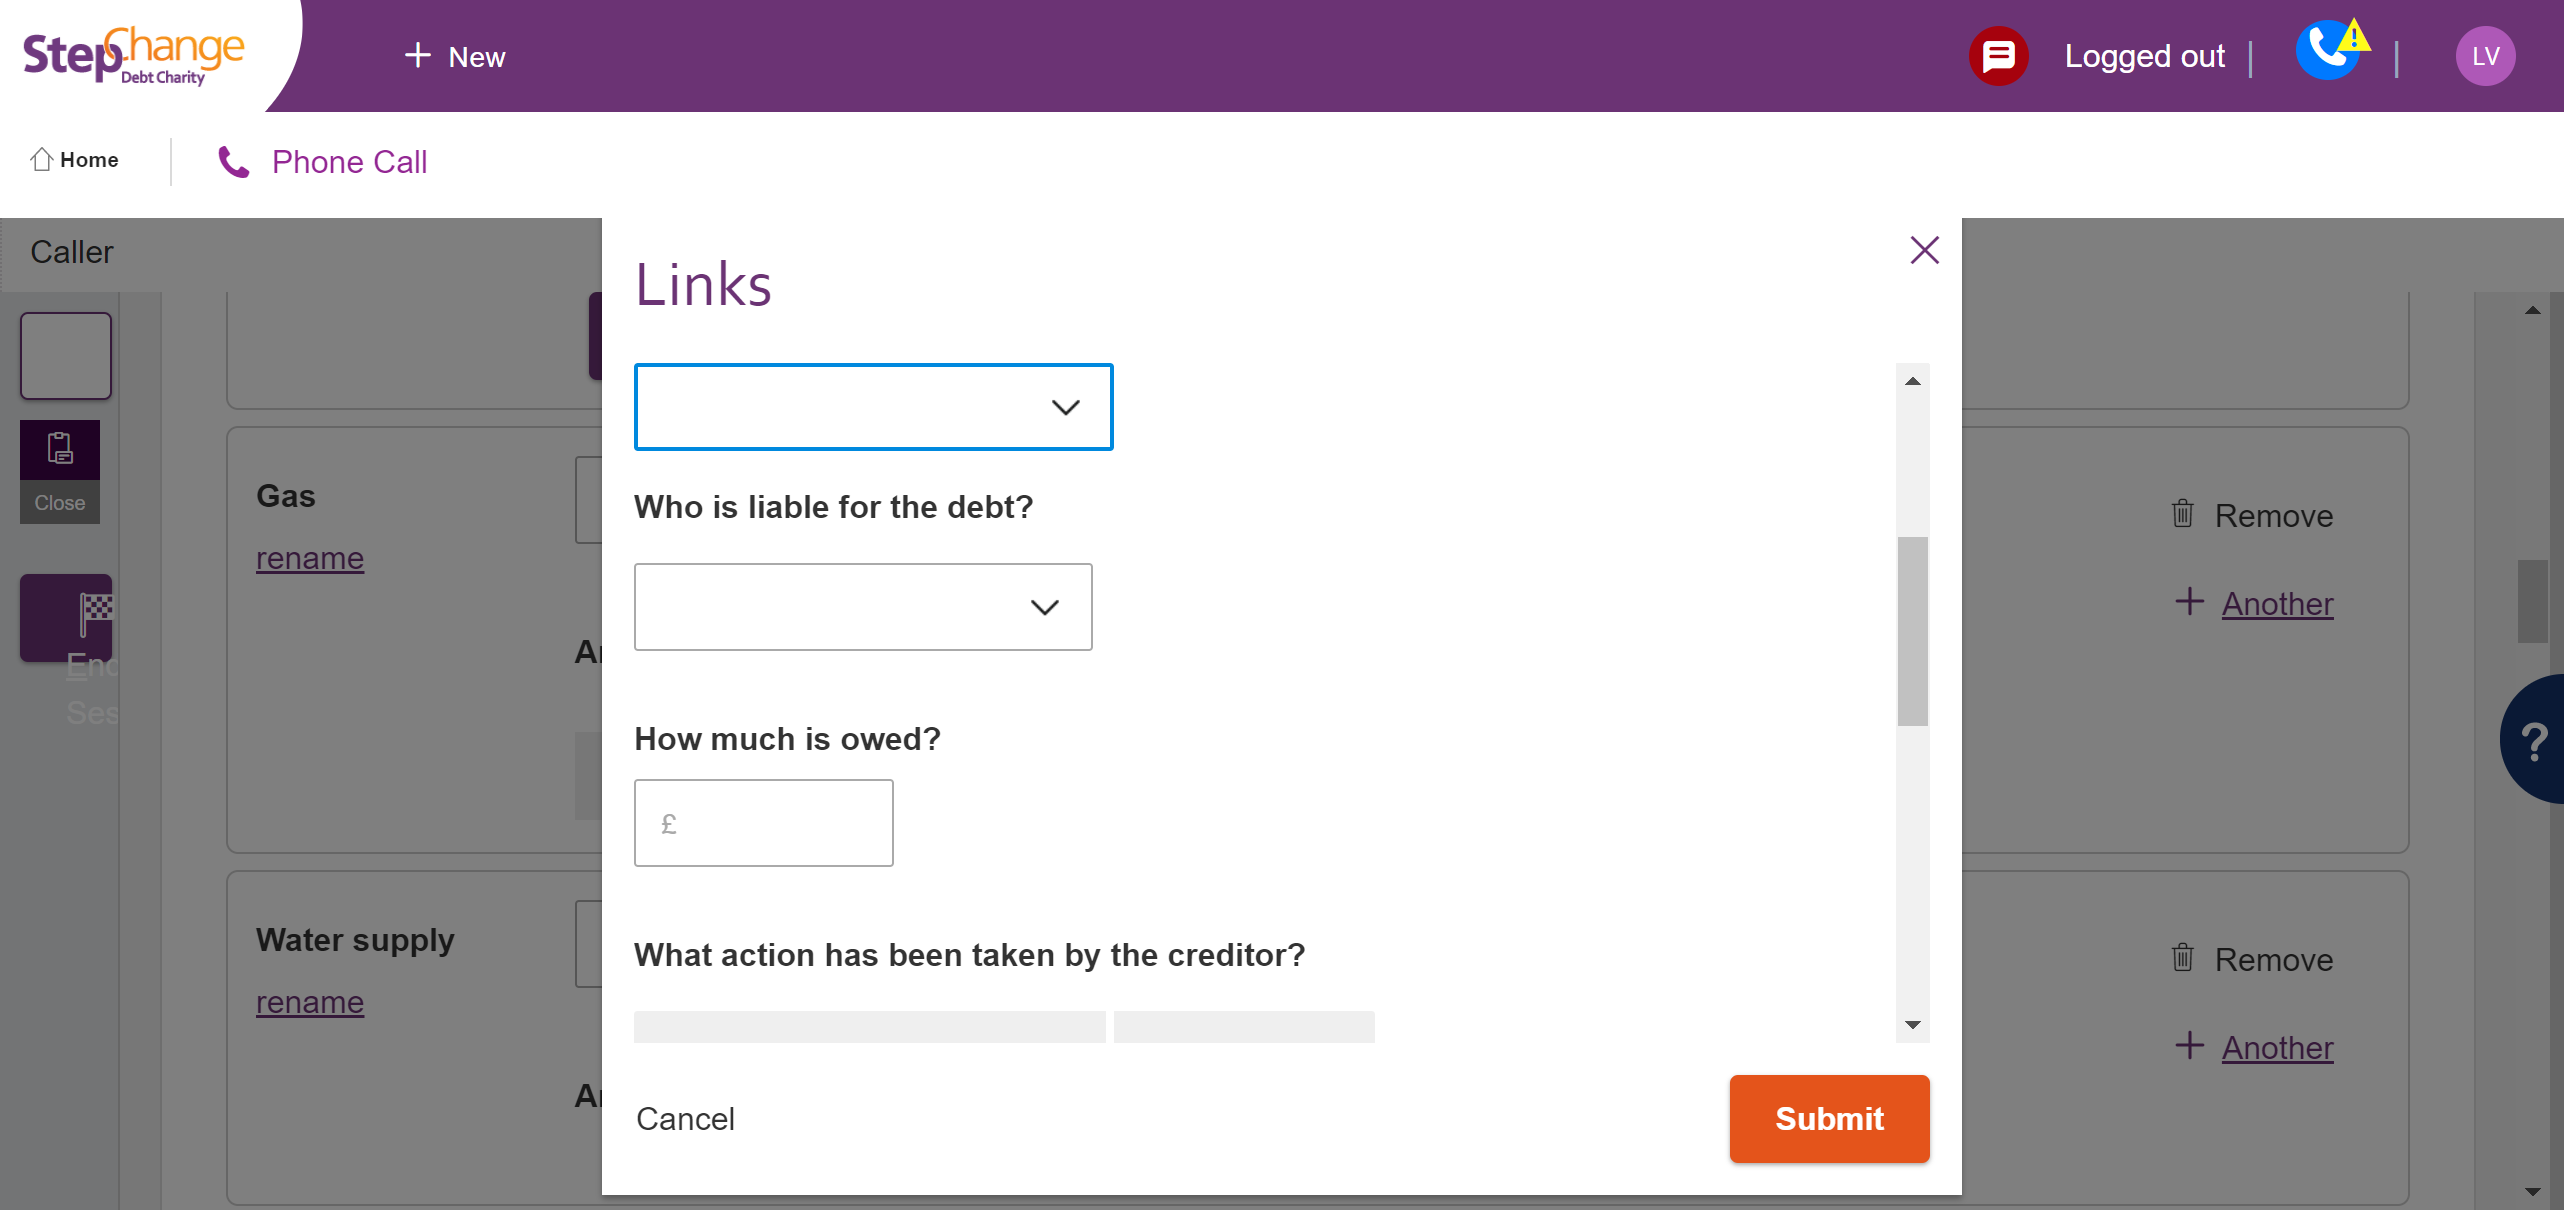 StepChange
Debt Charity
New
Logged out
LV
Home
Phone Call
Caller
Links
Close
Gas
rename
Who is liable for the debt?
Remove
Another
How much is owed?
£
Water supply
rename
What action has been taken by the creditor?
Remove
Another
Cancel
Submit
?